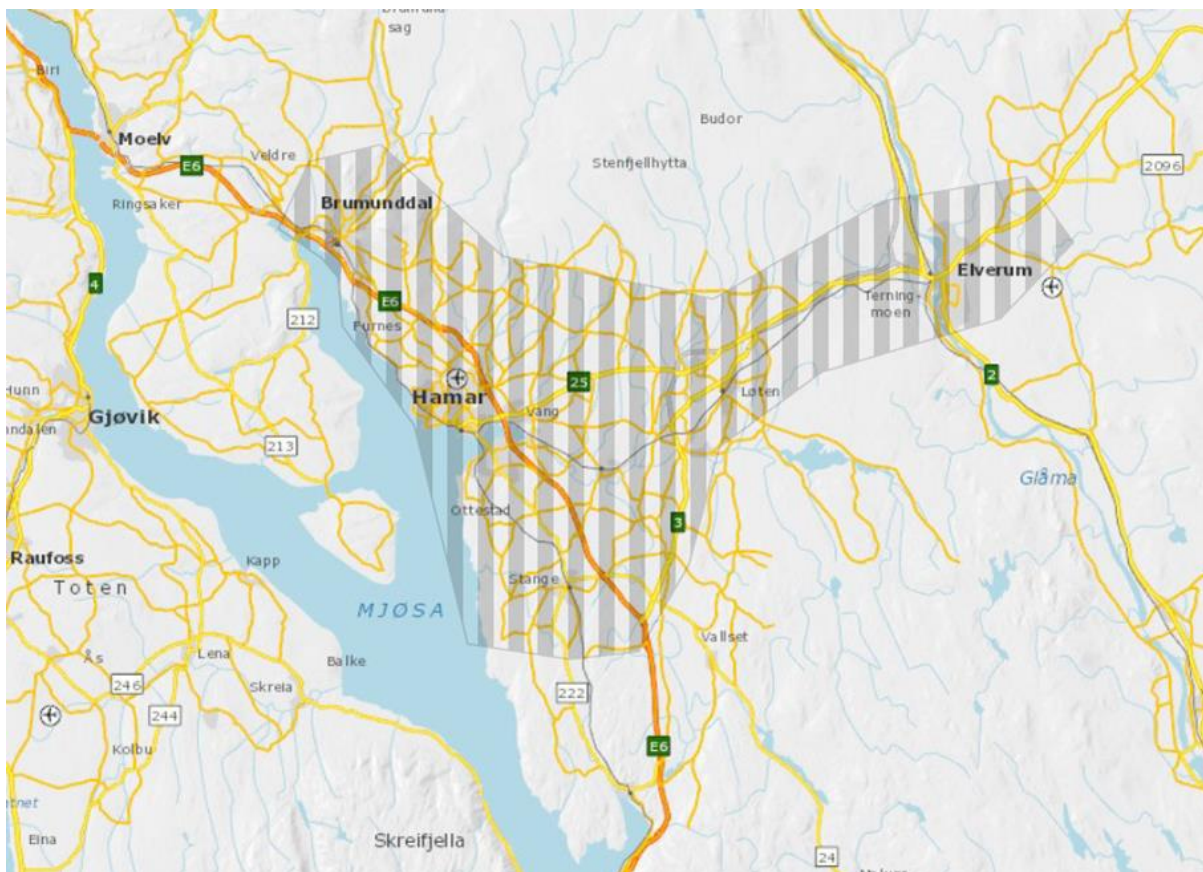 sag
Biri
Moelv
E6
Veldre
Budor
Stenfjellhytta
2096
Ringsaker
Brumunddal
4
E6
Elverum
Terning-
moen
212
Furnes
25
2
Hunn
Hamar
Løten
Gjøvik
Vang
213
Glåma
Ottestad
3
Raufoss
Kapp
Toten
Stange
MJØSA
Vallset
Ås
Lena
Balke
246
Skreia
222
244
E6
Kolbu
Eina
Skreifjella
24